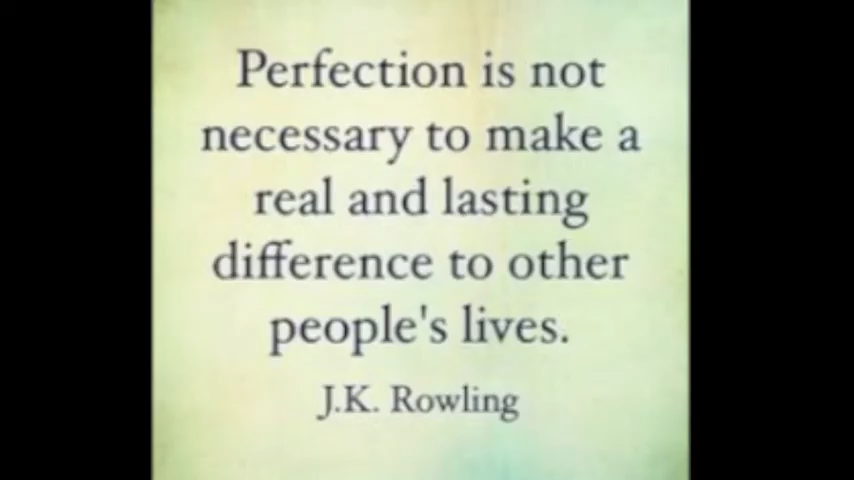 Perfection is not
necessary to make a
real and lasting
difference to other
people's lives.
J.K. Rowling